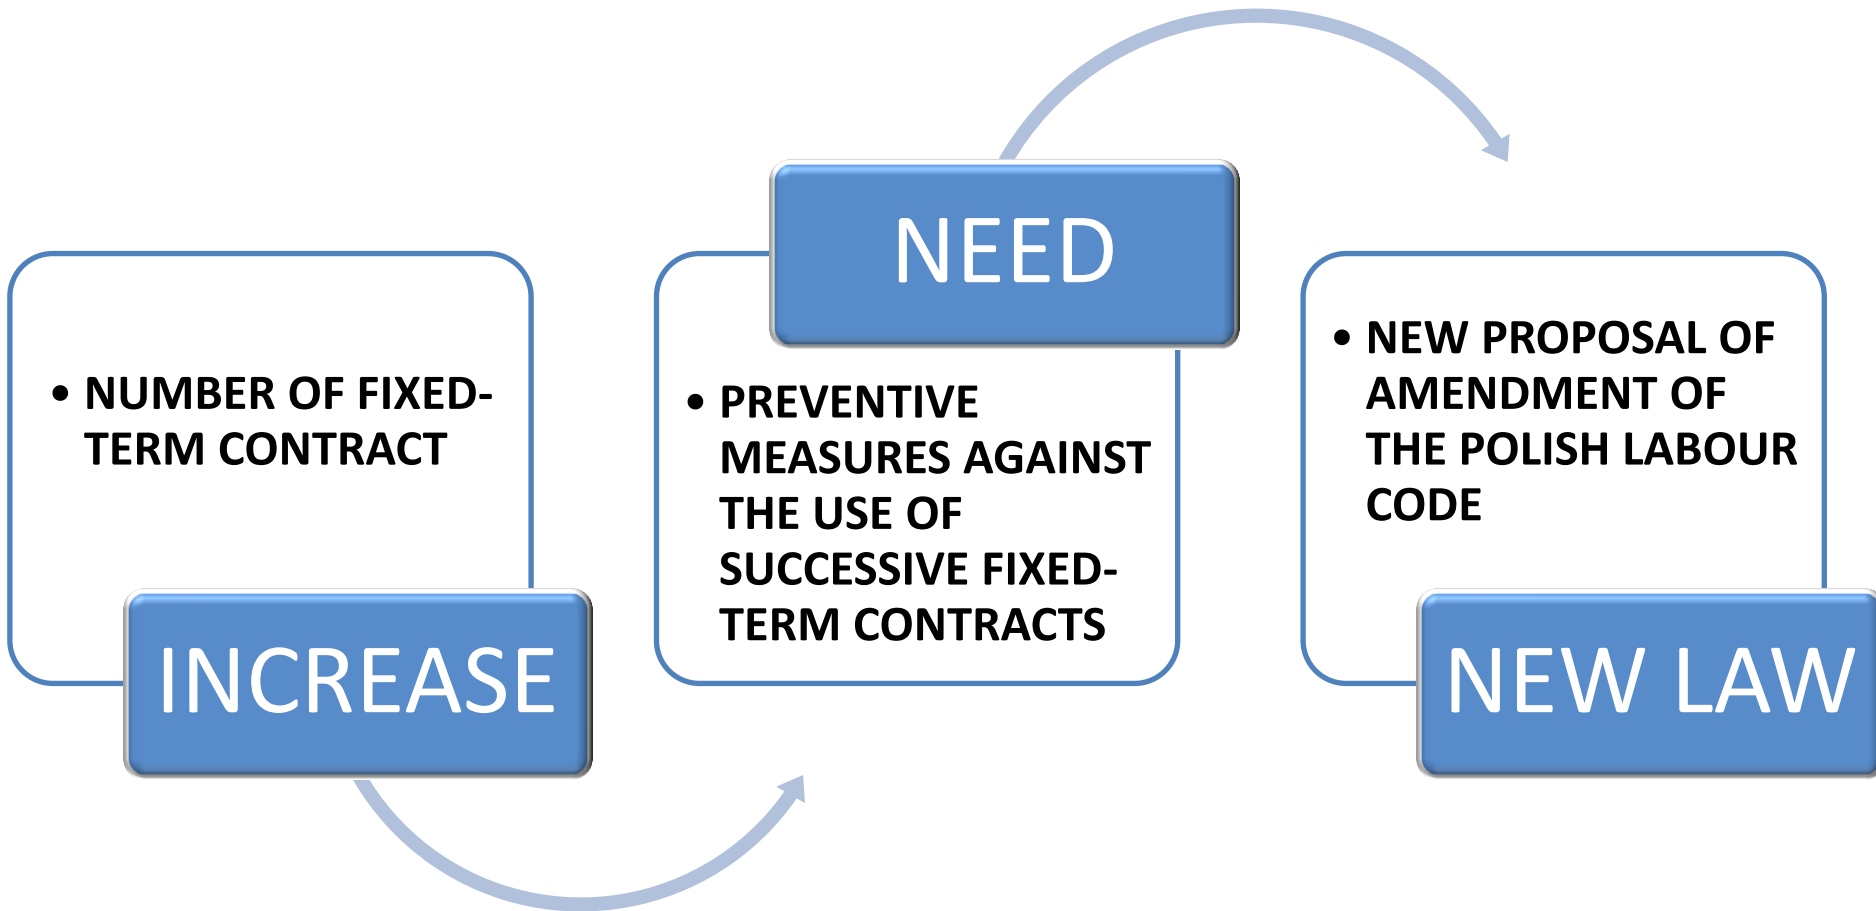 • NUMBER OF FIXED-
TERM CONTRACT
INCREASE
NEED
• PREVENTIVE
MEASURES AGAINST
THE USE OF
SUCCESSIVE FIXED-
TERM CONTRACTS
• NEW PROPOSAL OF
AMENDMENT OF
THE POLISH LABOUR
CODE
NEW LAW